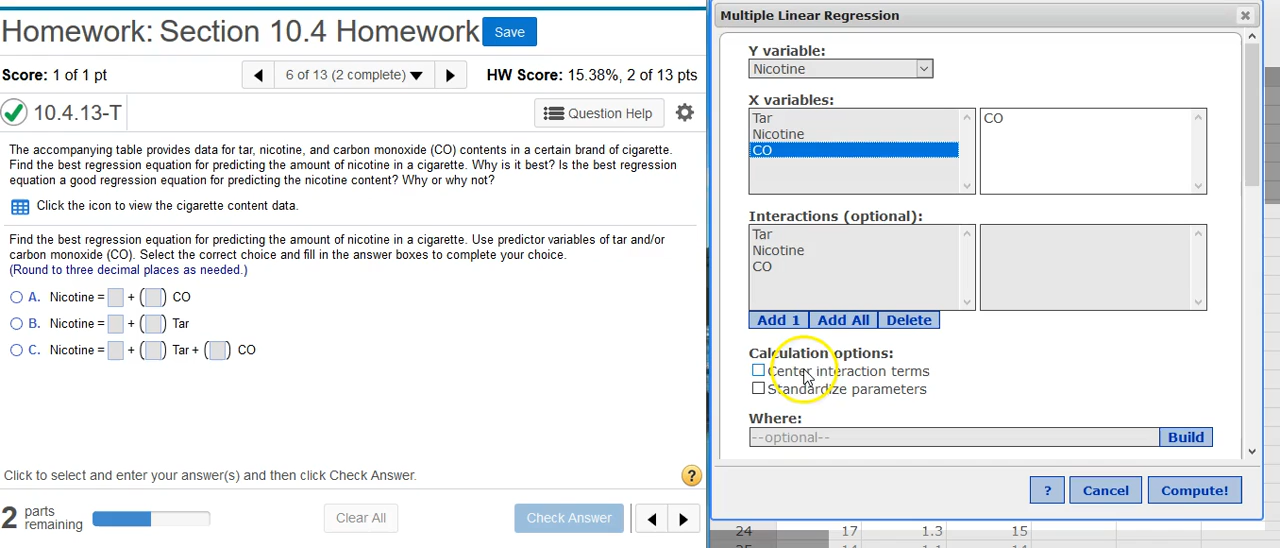 Homework: Section 10.4 Homework
Save
Score: 1 of 1 pt
6 of 13 (2 complete)
HW Score: 15.38%, 2 of 13 pts
10.4.13-T
Question Help
The accompanying table provides data for tar, nicotine, and carbon monoxide (CO) contents in a certain brand of cigarette.
Find the best regression equation for predicting the amount of nicotine in a cigarette. Why is it best? Is the best regression
equation a good regression equation for predicting the nicotine content? Why or why not?
Click the icon to view the cigarette content data.
Find the best regression equation for predicting the amount of nicotine in a cigarette. Use predictor variables of tar and/or
carbon monoxide (CO). Select the correct choice and fill in the answer boxes to complete your choice.
(Round to three decimal places as needed.)
A. Nicotine = + ( ) CO
B. Nicotine = + ( ) Tar
C. Nicotine = + ( ) Tar + ( ) CO
Click to select and enter your answer(s) and then click Check Answer.
?
2 parts
remaining
Clear All
Check Answer
Multiple Linear Regression
Y variable:
Nicotine
X variables:
Tar
Nicotine
CO
CO
Interactions (optional):
Tar
Nicotine
CO
Add 1
Add All
Delete
Calculation options:
Center interaction terms
Standardize parameters
Where:
--optional--
Build
?
Cancel
Compute!
24 17 1.3 15